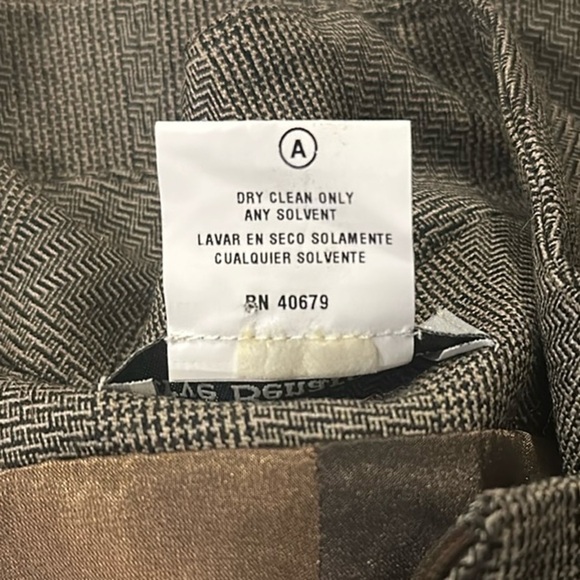 A
DRY CLEAN ONLY
ANY SOLVENT
LAVAR EN SECO SOLAMENTE
CUALQUIER SOLVENTE
RN 40679